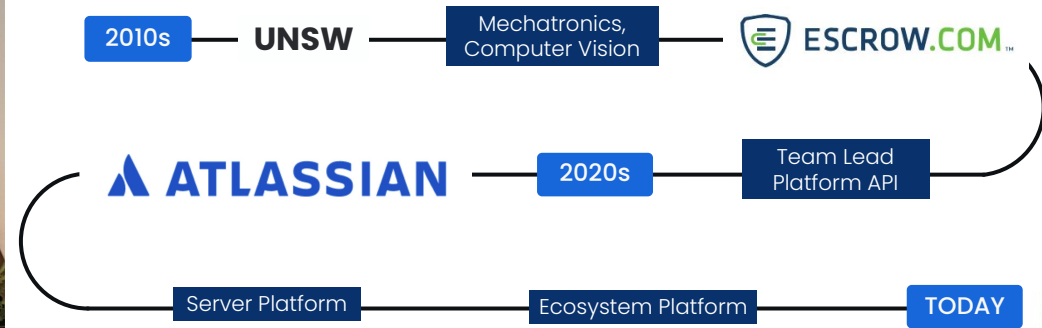 2010s
UNSW
Mechatronics,
Computer Vision
ESCROW.COM™
Team Lead
Platform API
2020s
ATLASSIAN
Server Platform
Ecosystem Platform
TODAY